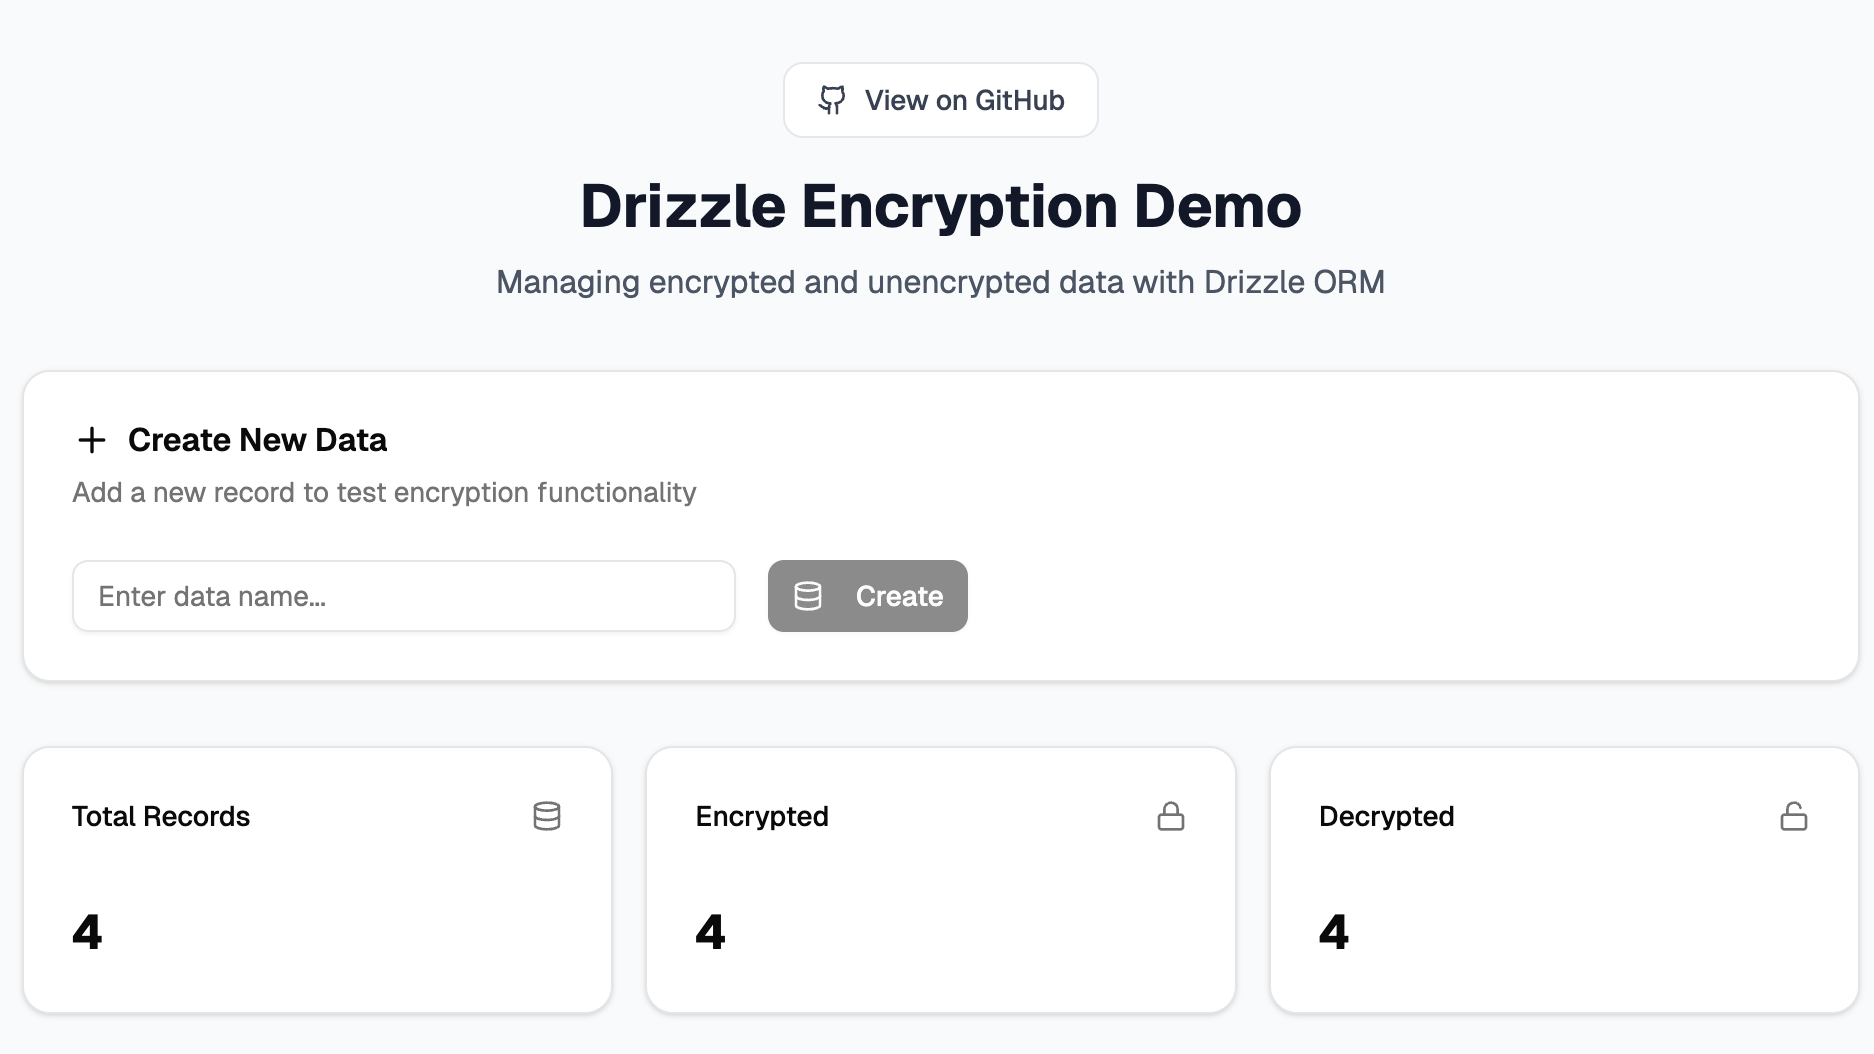 View on GitHub
Drizzle Encryption Demo
Managing encrypted and unencrypted data with Drizzle ORM
Create New Data
Add a new record to test encryption functionality
Enter data name...
Create
Total Records
Encrypted
Decrypted
4
4
4